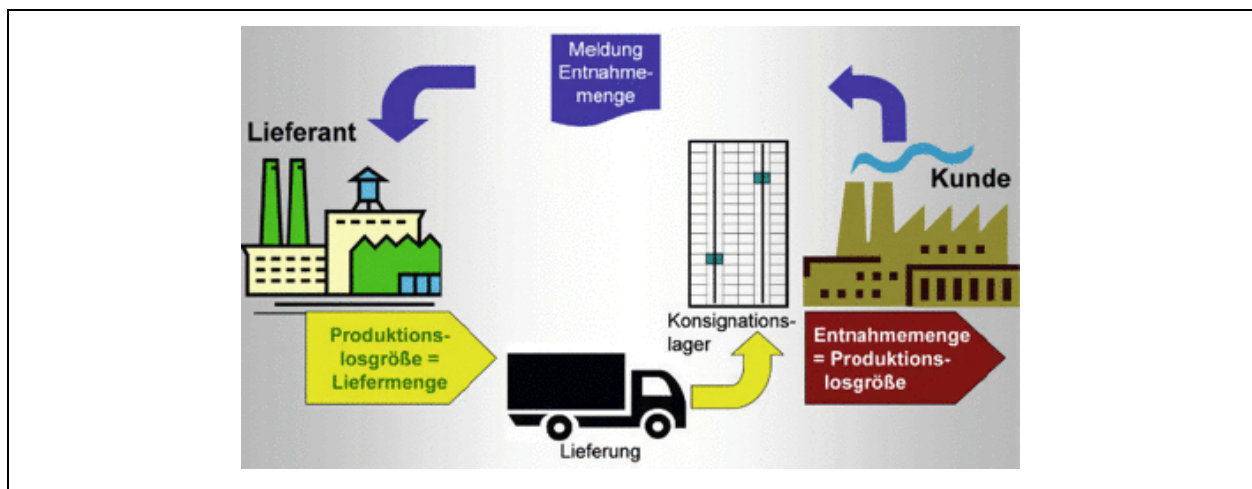 Meldung
Entnahme-
menge
Lieferant
Kunde
Produktions-
losgröße =
Liefermenge
Konsignations-
lager
Entnahmemenge
= Produktions-
losgröße
Lieferung